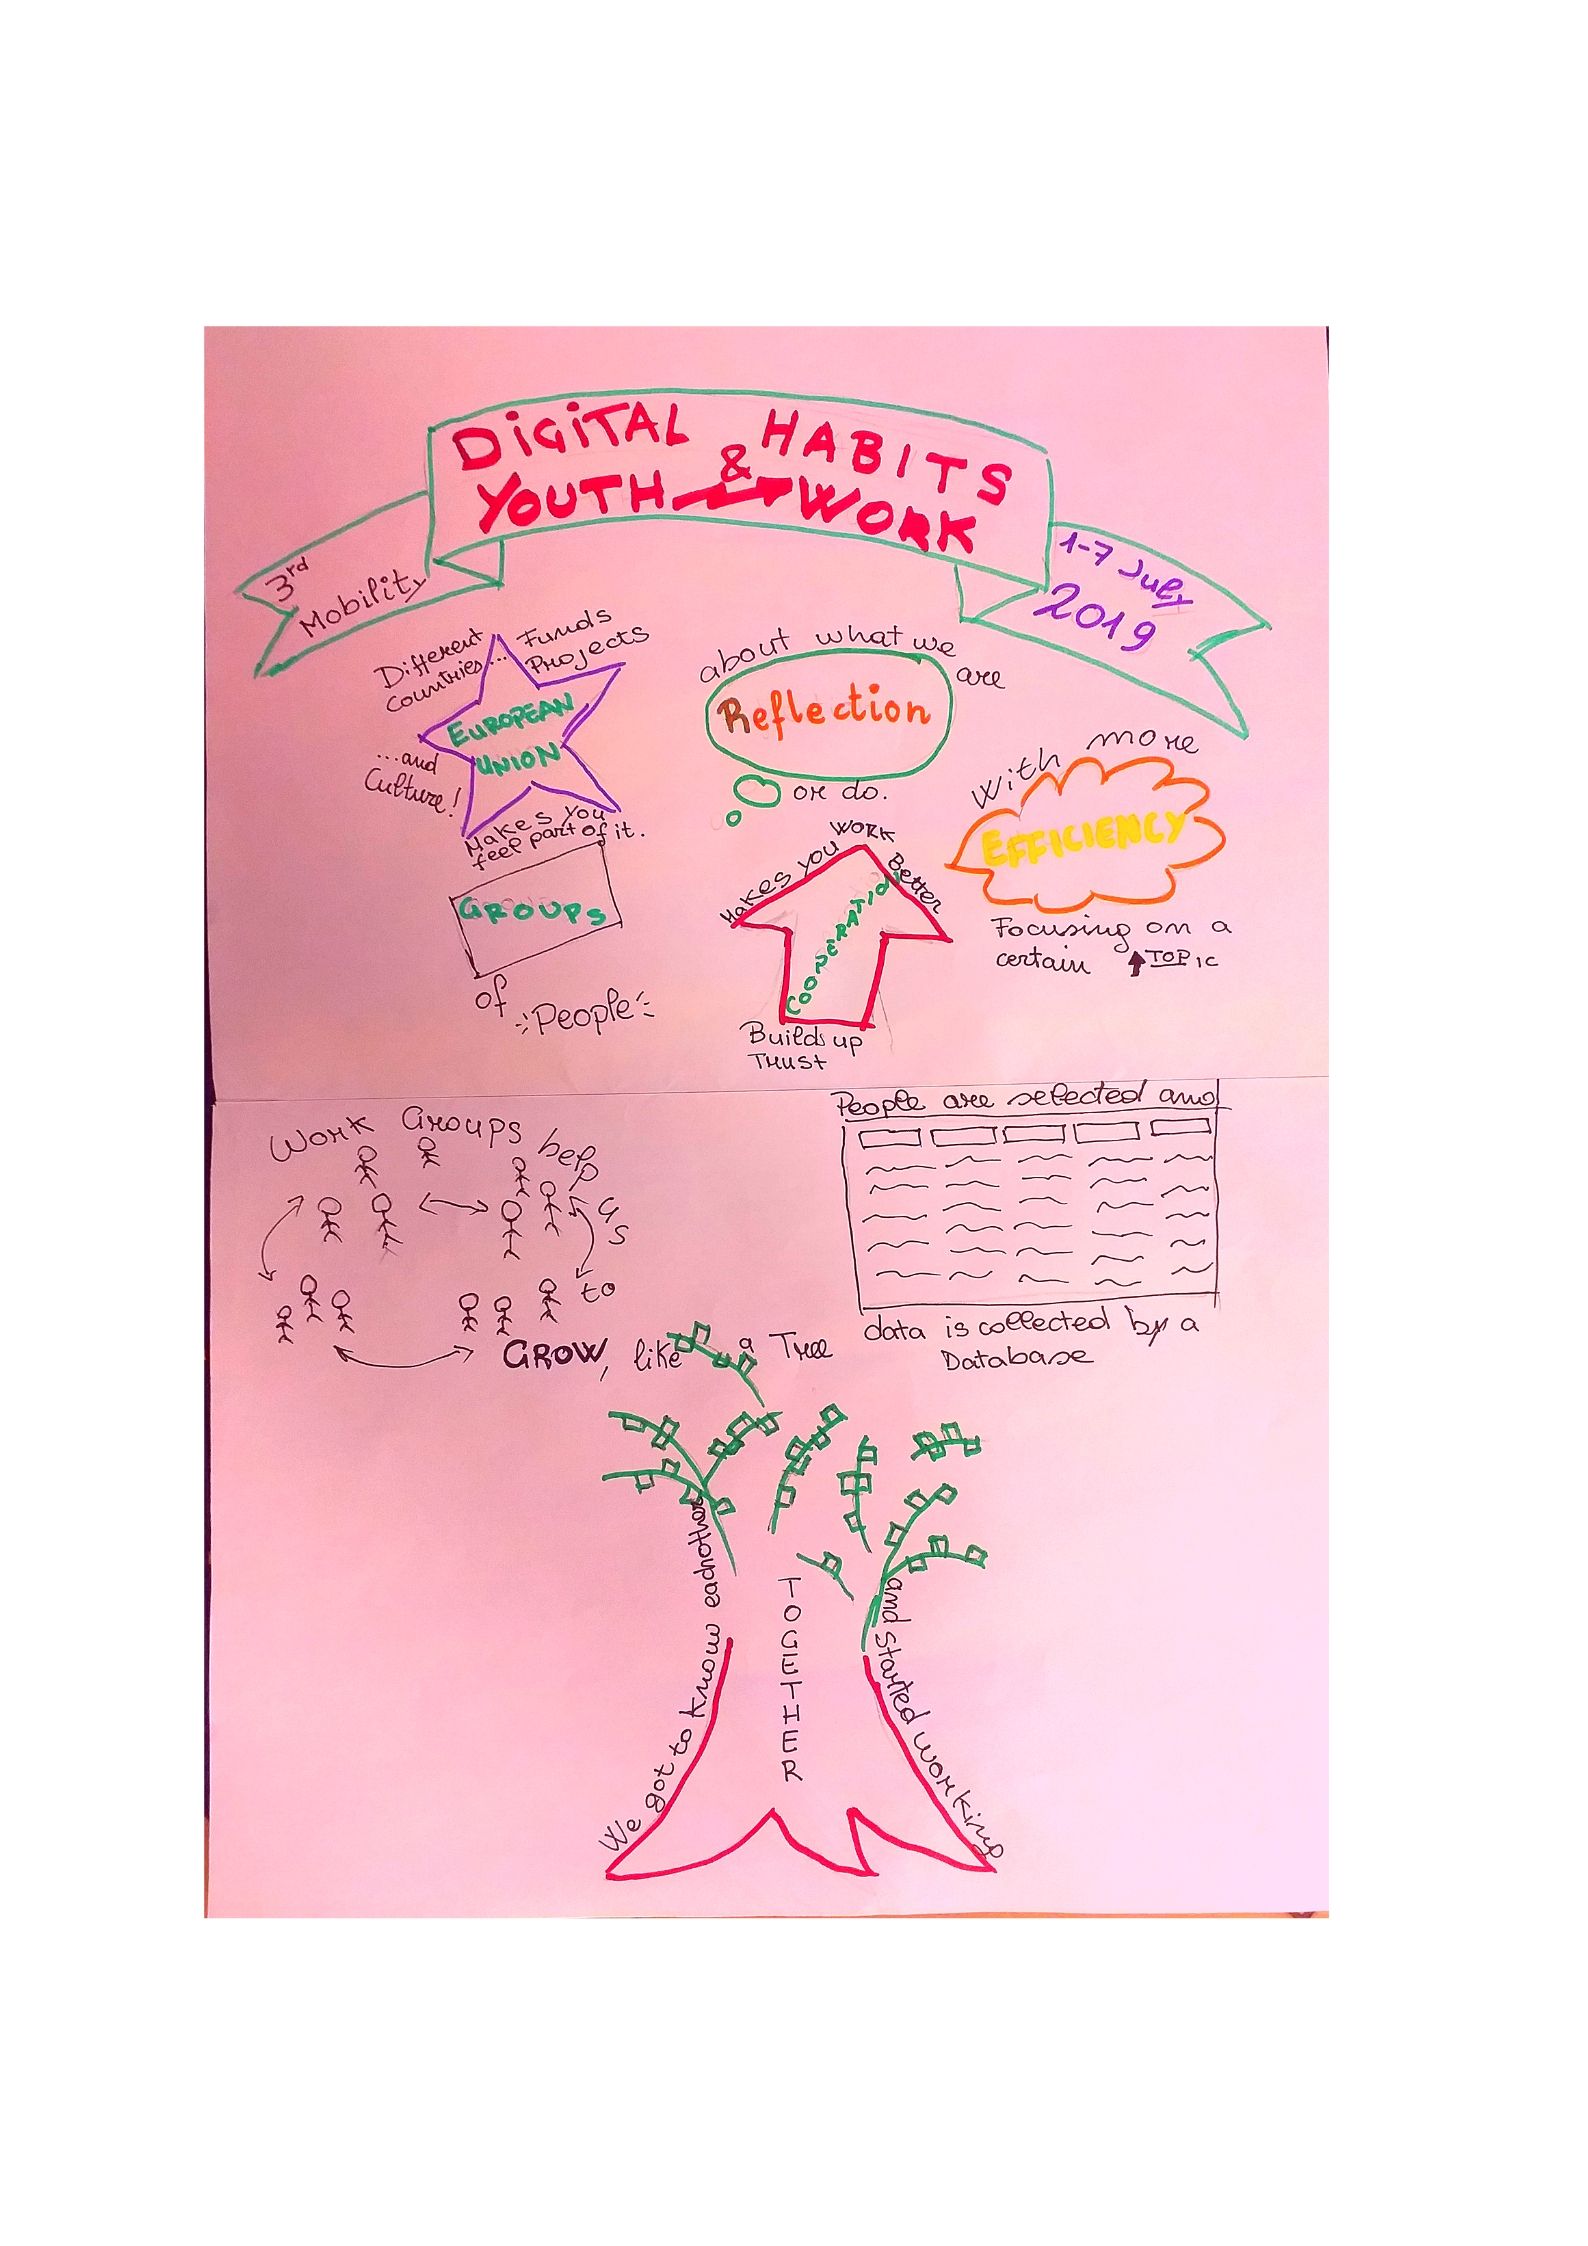 DiGiTAL HABITS
&
YOUTH WORK
3rd
Mobility
1-7 July
2019
Different
countries...
Funds
Projects
EUROPEAN
UNION
...and
Culture!
Makes you
feel part of it.
GROUPS
of
People
about what we
are
Reflection
or do.
Makes you WORK Better
COOPERATIO
Builds up
TRUST
With more
EFFICIENCY
Focusing on a
certain TOPIC
Work Groups help us
to
GROW, like a Tree
People are selected and
data is collected by a
Database
We got to know eachother
and started working
TOGETHER